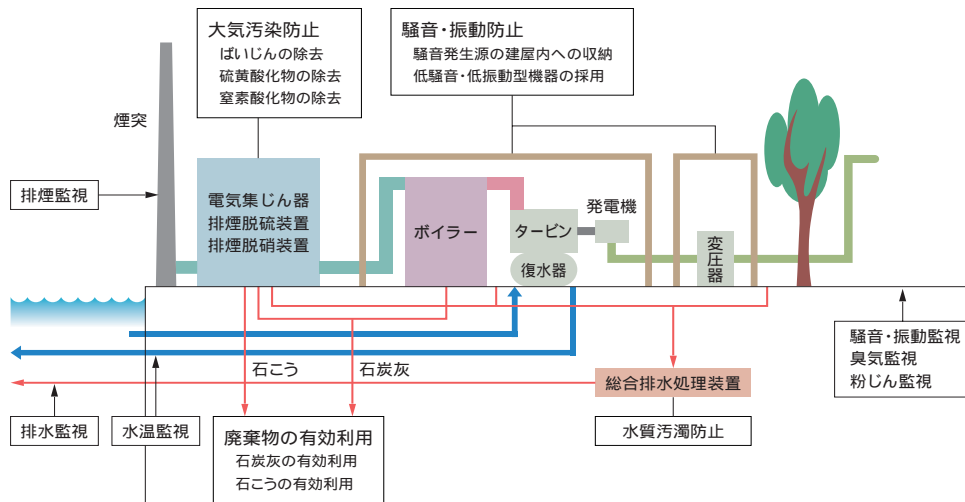 大気汚染防止
ばいじんの除去
硫黄酸化物の除去
窒素酸化物の除去
騒音・振動防止
騒音発生源の建屋内への収納
低騒音・低振動型機器の採用
煙突
排煙監視
電気集じん器
排煙脱硫装置
排煙脱硝装置
ボイラー
タービン
発電機
復水器
変圧器
騒音・振動監視
臭気監視
粉じん監視
石こう
石炭灰
総合排水処理装置
排水監視
水温監視
廃棄物の有効利用
石炭灰の有効利用
石こうの有効利用
水質汚濁防止